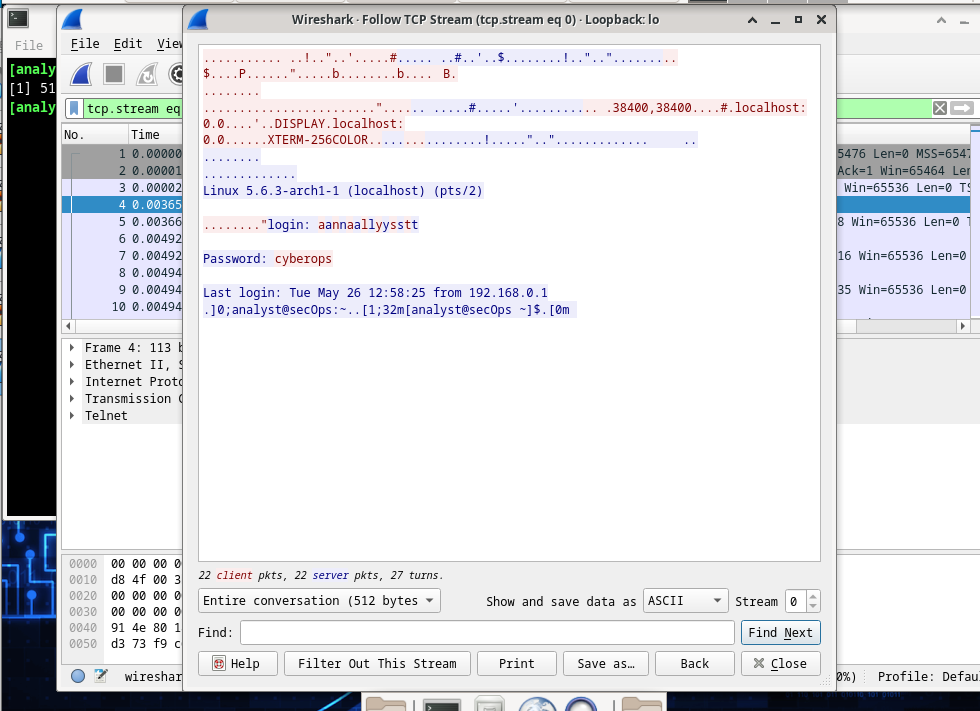 Wireshark · Follow TCP Stream (tcp.stream eq 0) · Loopback: lo
File
File Edit View
[analy
[1] 51
[analy
tcp.stream eq
No. Time
1 0.00000
5476 Len=0 MSS=6547
2 0.00001
Ack=1 Win=65464 Len
3 0.00002
Win=65536 Len=0 TS
4 0.00365
5 0.00366
8 Win=65536 Len=0 T
6 0.00492
7 0.00492
16 Win=65536 Len=0
8 0.00494
9 0.00494
35 Win=65536 Len=0
10 0.00494
........... ..!.."..'.....#..... ..#..'..$........!..".."..........
$....P......".....b........b.... B.
........
........................"...... .....#.....'........... .38400,38400....#.localhost:
0.0....'..DISPLAY.localhost:
0.0......XTERM-256COLOR..................!....."..".............      ..
........
.............
Linux 5.6.3-arch1-1 (localhost) (pts/2)
........"login: aannaallyysstt
Password: cyberops
Last login: Tue May 26 12:58:25 from 192.168.0.1
.]0;analyst@secOps:~..[1;32m[analyst@secOps ~]$.[0m
Frame 4: 113 b
Ethernet II, S
Internet Proto
Transmission C
Telnet
0000 00 00 00 0
0010 d8 4f 00 3
0020 00 00 00 0
0030 00 00 00 0
0040 91 4e 80 1
0050 d3 73 f9 c
22 client pkts, 22 server pkts, 27 turns.
Entire conversation (512 bytes
Show and save data as ASCII Stream 0
Find: Find Next
Help Filter Out This Stream Print Save as… Back Close
wireshar
0%) Profile: Defau